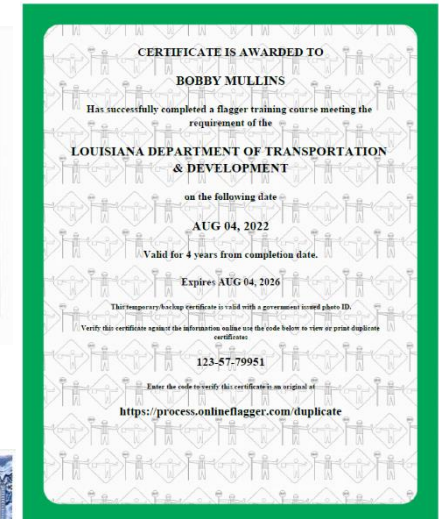 CERTIFICATE IS AWARDED TO
BOBBY MULLINS
Has successfully completed a flagger training course meeting the
requirement of the
LOUISIANA DEPARTMENT OF TRANSPORTATION
& DEVELOPMENT
on the following date
AUG 04, 2022
Valid for 4 years from completion date.
Expires AUG 04, 2026
This temporary/backup certificate is valid with a government issued photo ID.
Verify this certificate against the information online use the code below to view or print duplicate
certificates
123-57-79951
Enter the code to verify this certificate is an original at
https://process.onlineflagger.com/duplicate